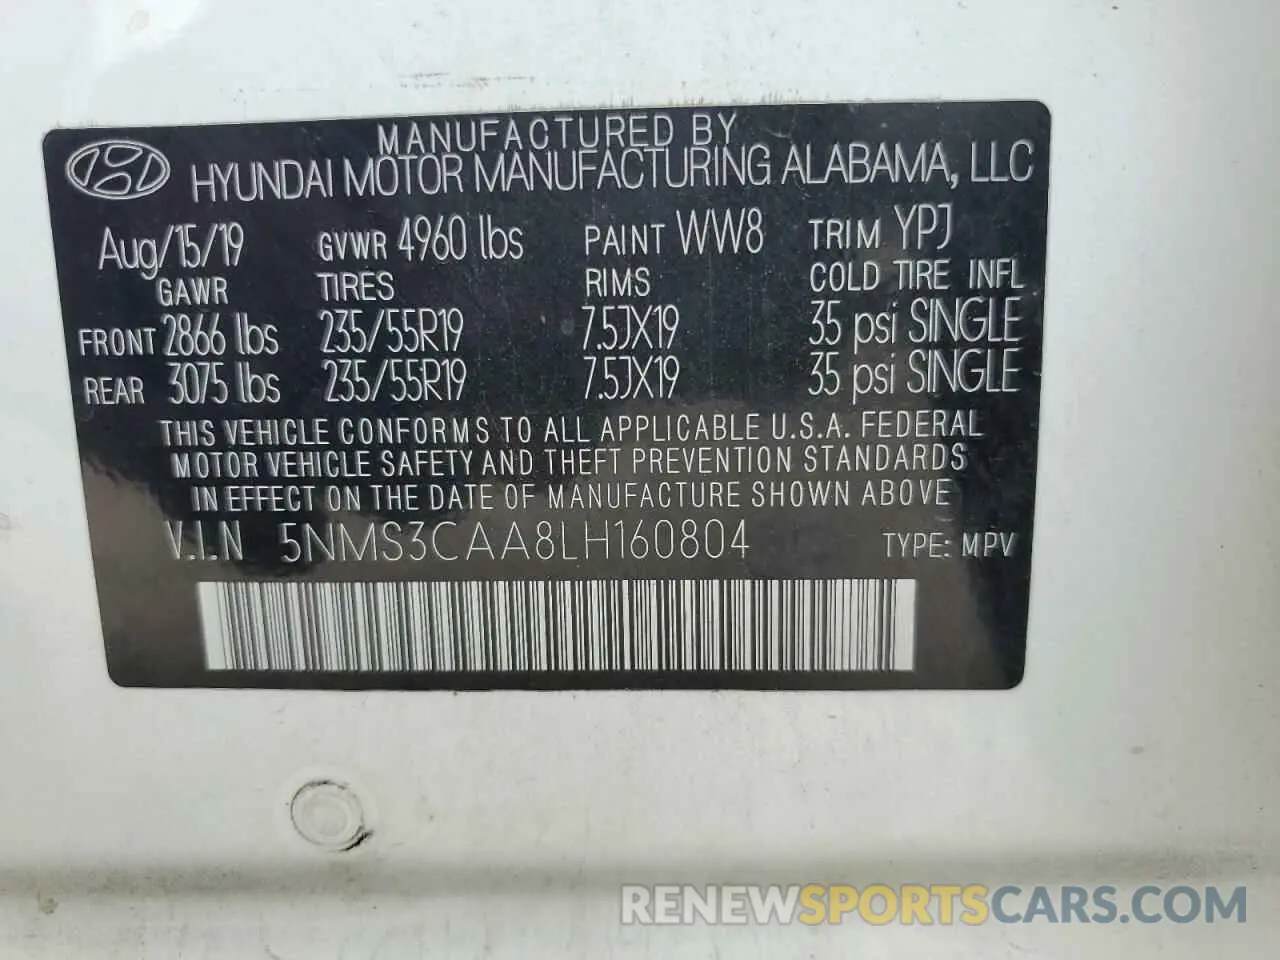 MANUFACTURED BY
HYUNDAI MOTOR MANUFACTURING ALABAMA, LLC
Aug/15/19 GVWR 4960 lbs PAINT WW8 TRIM YPJ
GAWR TIRES RIMS COLD TIRE INFL
FRONT 2866 lbs 235/55R19 7.5JX19 35 psi SINGLE
REAR 3075 lbs 235/55R19 7.5JX19 35 psi SINGLE
THIS VEHICLE CONFORMS TO ALL APPLICABLE U.S.A. FEDERAL
MOTOR VEHICLE SAFETY AND THEFT PREVENTION STANDARDS
IN EFFECT ON THE DATE OF MANUFACTURE SHOWN ABOVE
V.I.N 5NMS3CAA8LH160804 TYPE: MPV
RENEWSPORTSCARS.COM